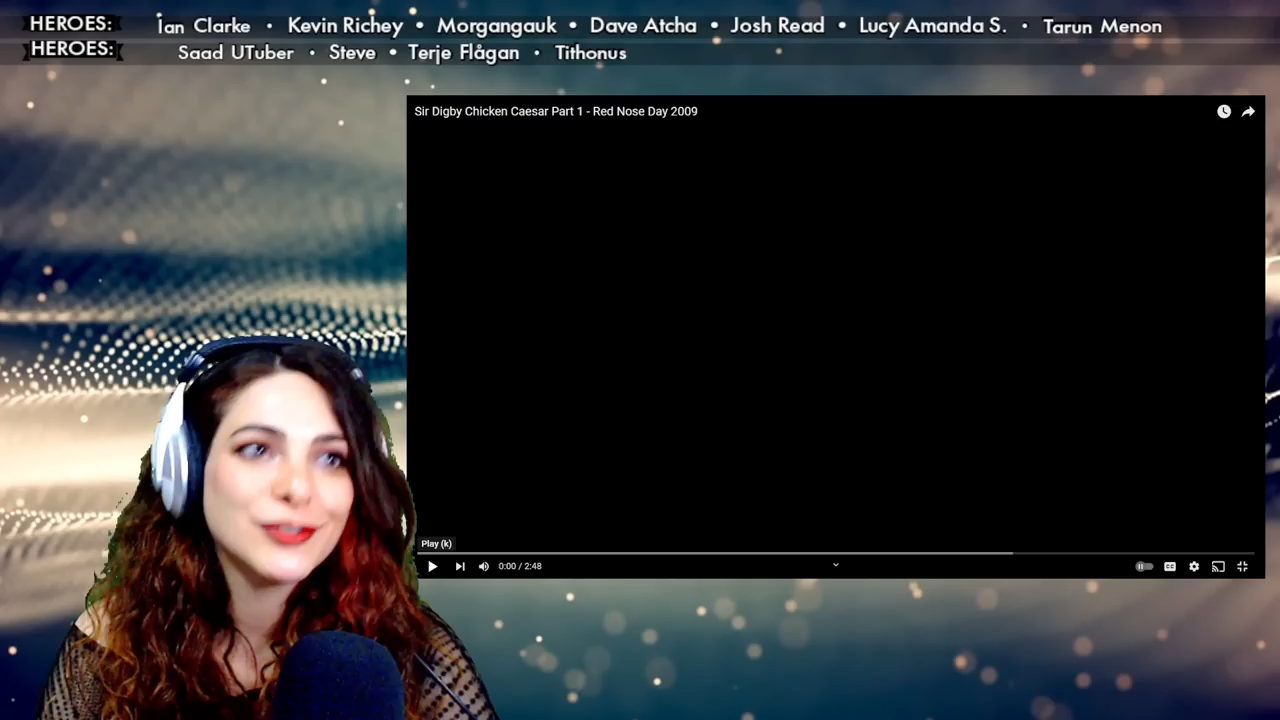 HEROES: Ian Clarke • Kevin Richey • Morgangauk • Dave Atcha • Josh Read • Lucy Amanda S. • Tarun Menon
HEROES: Saad UTuber • Steve • Terje Flågan • Tithonus
Sir Digby Chicken Caesar Part 1 - Red Nose Day 2009
Play (k)
0:00 / 2:48
CC